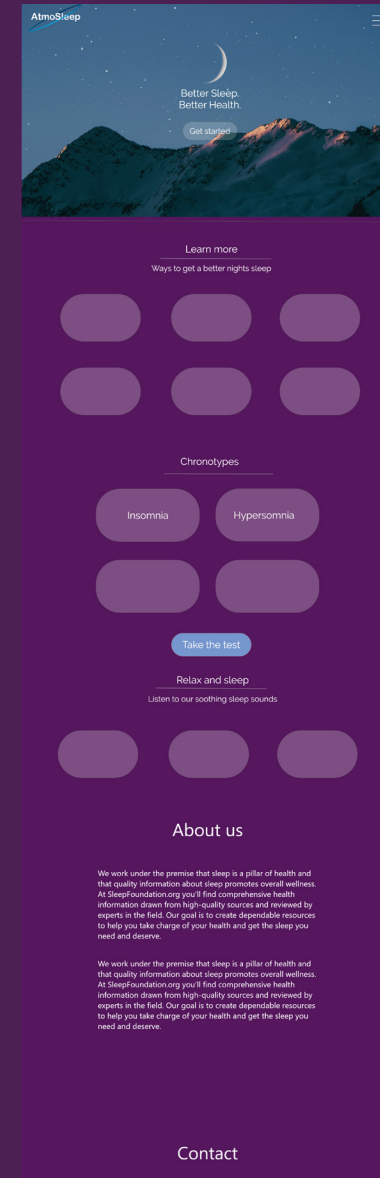 AtmoSleep
Better Sleep.
Better Health.
Get started
Learn more
Ways to get a better nights sleep
Chronotypes
Insomnia
Hypersomnia
Take the test
Relax and sleep
Listen to our soothing sleep sounds
About us
We work under the premise that sleep is a pillar of health and
that quality information about sleep promotes overall wellness.
At SleepFoundation.org you'll find comprehensive health
information drawn from high-quality sources and reviewed by
experts in the field. Our goal is to create dependable resources
to help you take charge of your health and get the sleep you
need and deserve.
We work under the premise that sleep is a pillar of health and
that quality information about sleep promotes overall wellness.
At SleepFoundation.org you'll find comprehensive health
information drawn from high-quality sources and reviewed by
experts in the field. Our goal is to create dependable resources
to help you take charge of your health and get the sleep you
need and deserve.
Contact